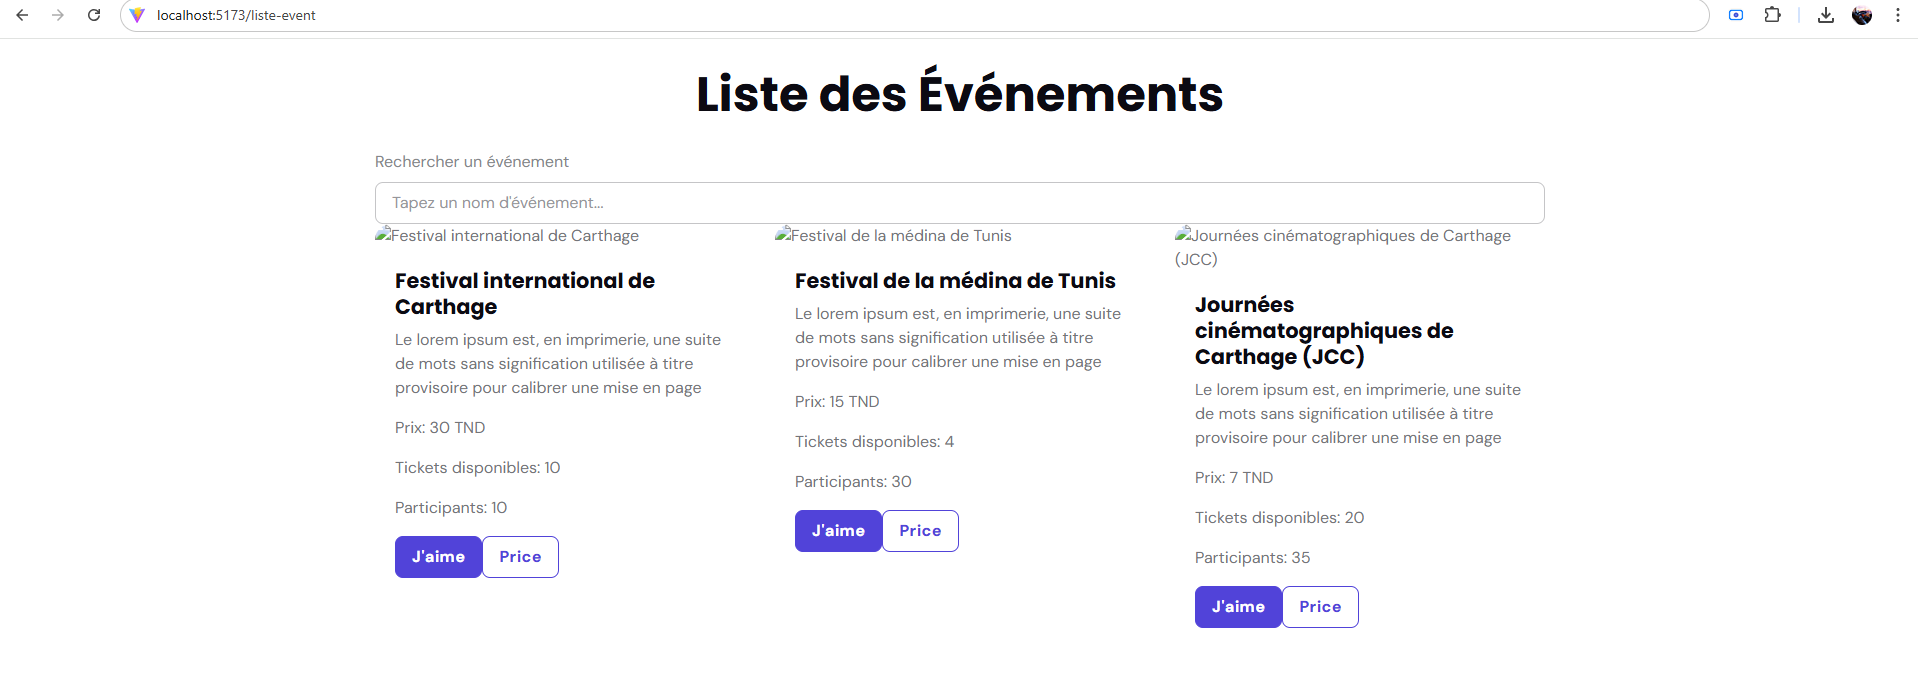 localhost:5173/liste-event
Liste des Événements
Rechercher un événement
Tapez un nom d'événement...
Festival international de Carthage
Festival international de
Carthage
Le lorem ipsum est, en imprimerie, une suite
de mots sans signification utilisée à titre
provisoire pour calibrer une mise en page
Prix: 30 TND
Tickets disponibles: 10
Participants: 10
J'aime
Price
Festival de la médina de Tunis
Festival de la médina de Tunis
Le lorem ipsum est, en imprimerie, une suite
de mots sans signification utilisée à titre
provisoire pour calibrer une mise en page
Prix: 15 TND
Tickets disponibles: 4
Participants: 30
J'aime
Price
Journées cinématographiques de Carthage
(JCC)
Journées
cinématographiques de
Carthage (JCC)
Le lorem ipsum est, en imprimerie, une suite
de mots sans signification utilisée à titre
provisoire pour calibrer une mise en page
Prix: 7 TND
Tickets disponibles: 20
Participants: 35
J'aime
Price